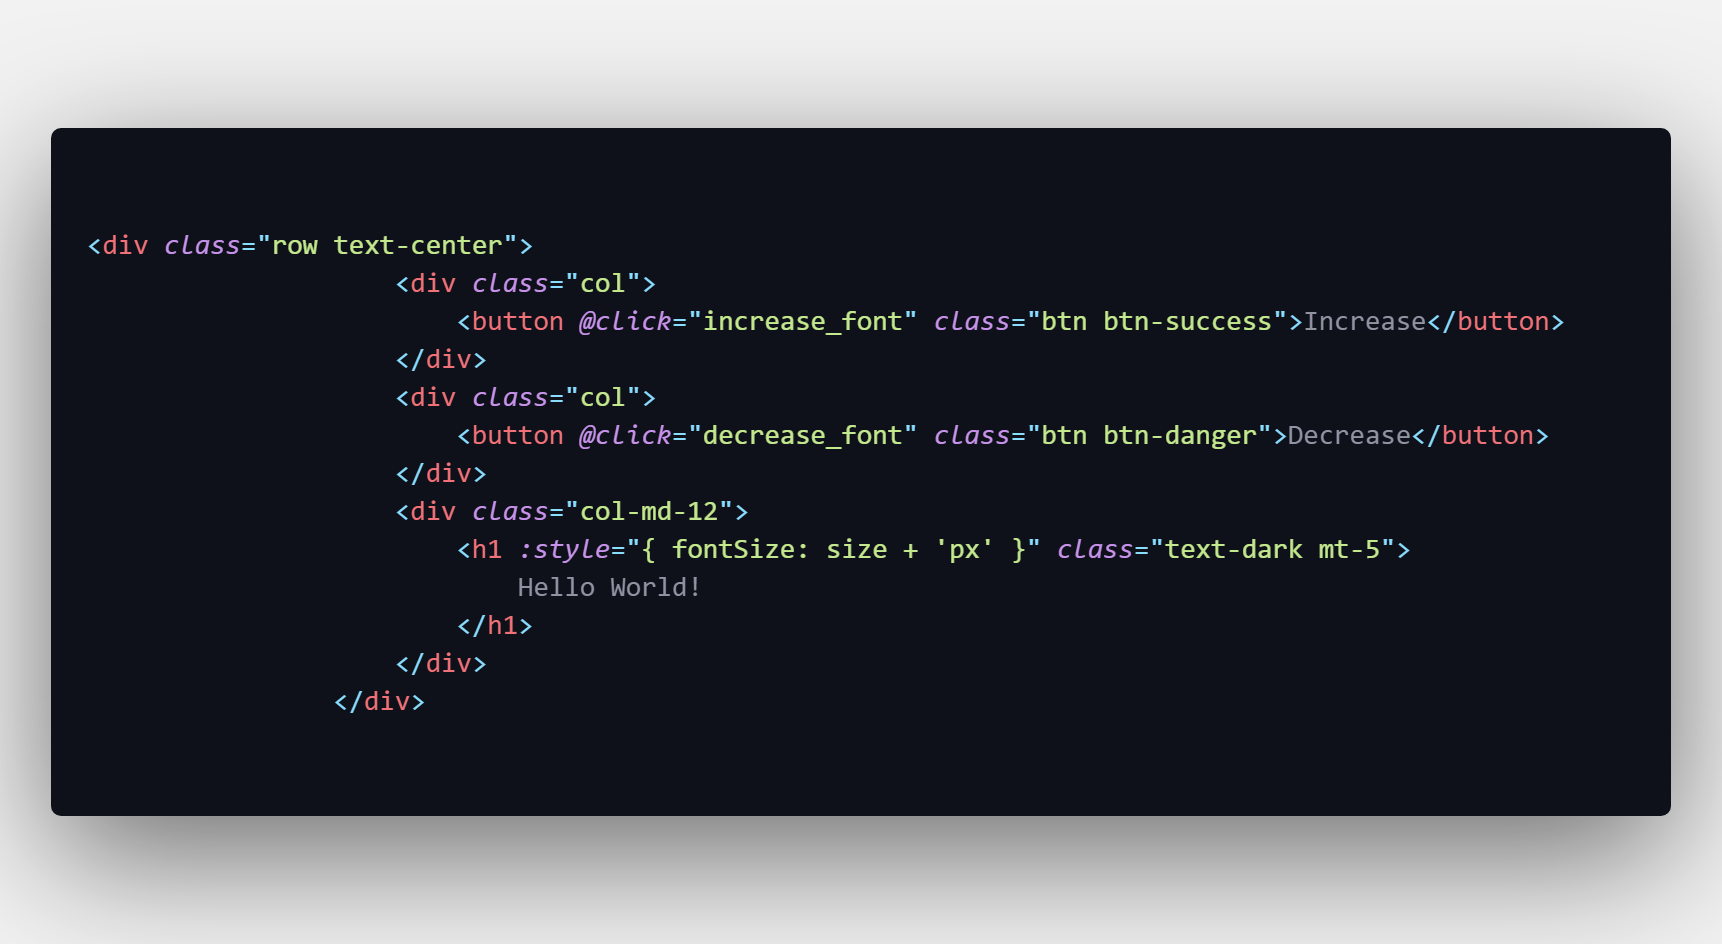 <div class="row text-center">
                    <div class="col">
                        <button @click="increase_font" class="btn btn-success">Increase</button>
                    </div>
                    <div class="col">
                        <button @click="decrease_font" class="btn btn-danger">Decrease</button>
                    </div>
                    <div class="col-md-12">
                        <h1 :style="{ fontSize: size + 'px' }" class="text-dark mt-5">
                            Hello World!
                        </h1>
                    </div>
                </div>